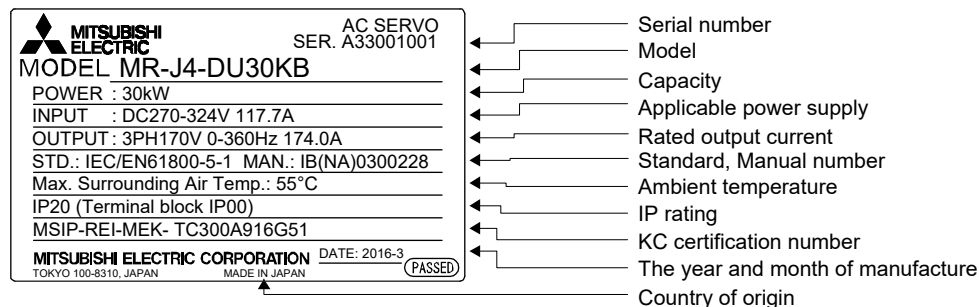 MITSUBISHI
ELECTRIC
AC SERVO
SER. A33001001
MODEL MR-J4-DU30KB
POWER : 30kW
INPUT : DC270-324V 117.7A
OUTPUT : 3PH170V 0-360Hz 174.0A
STD.: IEC/EN61800-5-1 MAN.: IB(NA)0300228
Max. Surrounding Air Temp.: 55°C
IP20 (Terminal block IP00)
MSIP-REI-MEK- TC300A916G51
MITSUBISHI ELECTRIC CORPORATION DATE: 2016-3
TOKYO 100-8310, JAPAN MADE IN JAPAN PASSED
Serial number
Model
Capacity
Applicable power supply
Rated output current
Standard, Manual number
Ambient temperature
IP rating
KC certification number
The year and month of manufacture
Country of origin